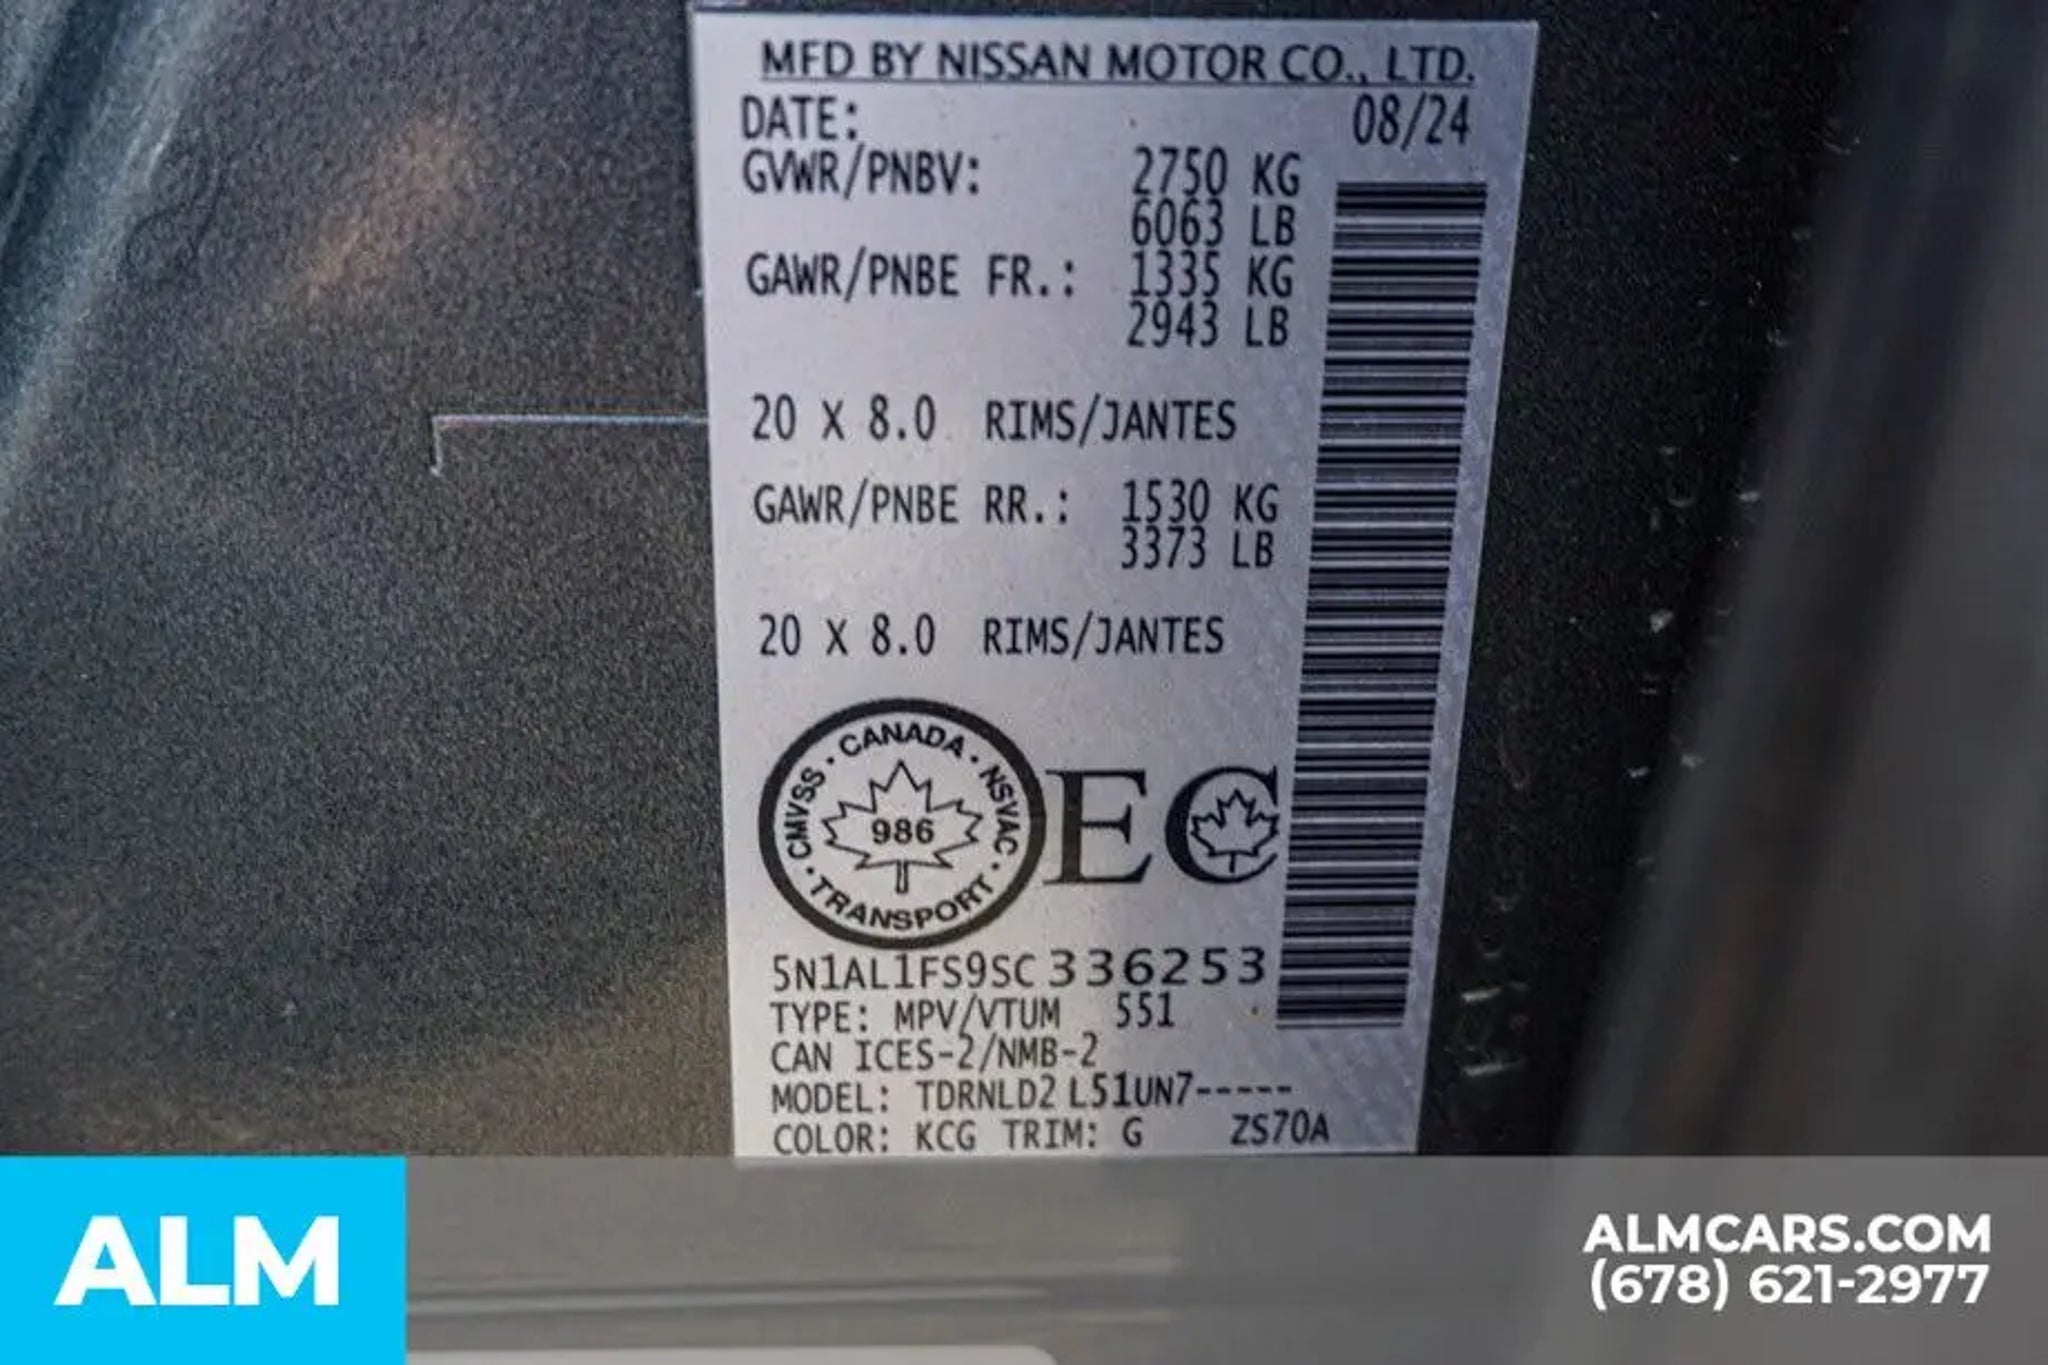 MFD BY NISSAN MOTOR CO., LTD.
DATE: 08/24
GVWR/PNBV: 2750 KG
6063 LB
GAWR/PNBE FR.: 1335 KG
2943 LB
20 X 8.0 RIMS/JANTES
GAWR/PNBE RR.: 1530 KG
3373 LB
20 X 8.0 RIMS/JANTES
CMVSS · CANADA · NSVAC · TRANSPORT ·
986
EC
5N1AL1FS9SC336253
TYPE: MPV/VTUM 551
CAN ICES-2/NMB-2
MODEL: TDRNLD2 L51UN7-----
COLOR: KCG TRIM: G ZS70A
ALM
ALMCARS.COM
(678) 621-2977